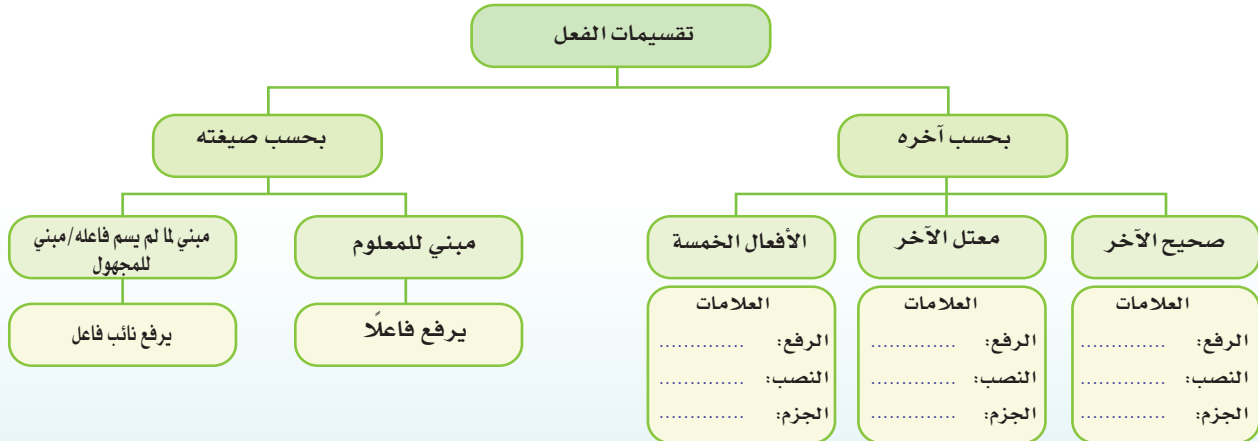 تقسيمات الفعل
بحسب آخره
بحسب صيغته
صحيح الآخر
معتل الآخر
الأفعال الخمسة
مبني للمعلوم
مبني لما لم يسم فاعله/مبني
للمجهول
العلامات
الرفع: .............
النصب: .............
الجزم: .............
العلامات
الرفع: .............
النصب: .............
الجزم: .............
العلامات
الرفع: .............
النصب: .............
الجزم: .............
يرفع فاعلًا
يرفع نائب فاعل